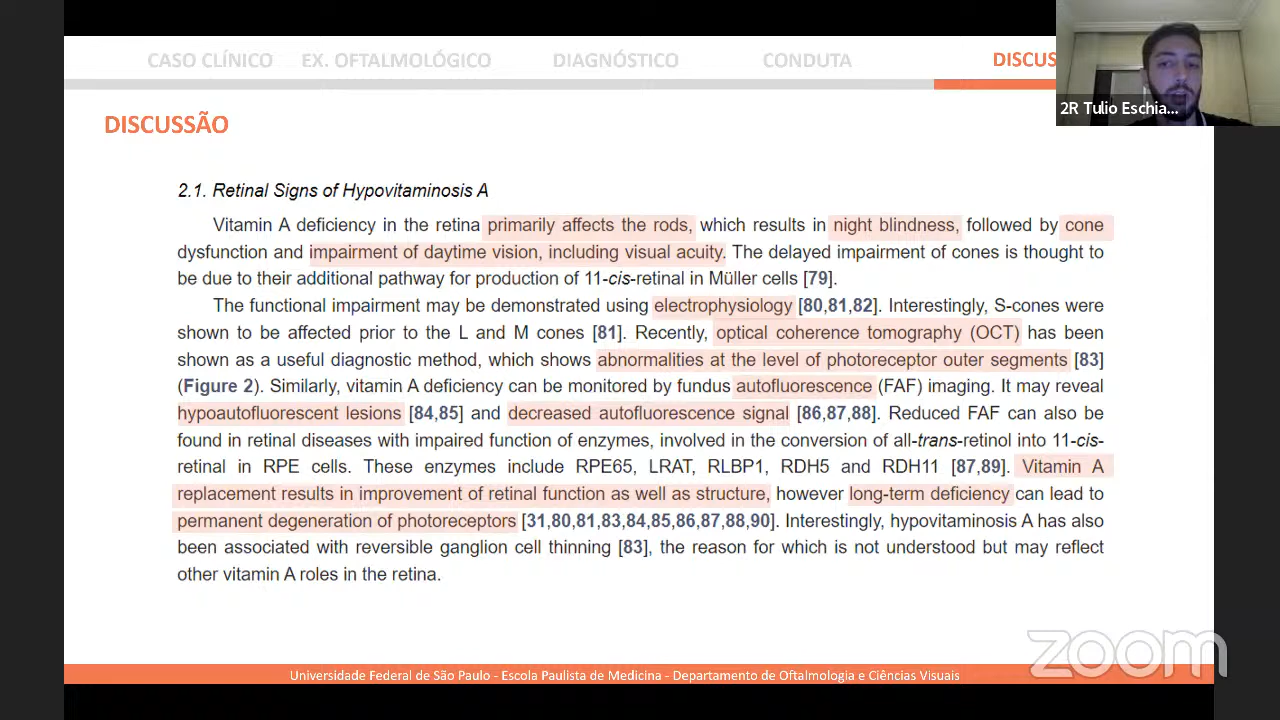 CASO CLÍNICO EX. OFTALMOLÓGICO DIAGNÓSTICO CONDUTA DISCUS
2R Tulio Eschia...
DISCUSSÃO
2.1. Retinal Signs of Hypovitaminosis A
Vitamin A deficiency in the retina primarily affects the rods, which results in night blindness, followed by cone
dysfunction and impairment of daytime vision, including visual acuity. The delayed impairment of cones is thought to
be due to their additional pathway for production of 11-cis-retinal in Müller cells [79].
The functional impairment may be demonstrated using electrophysiology [80,81,82]. Interestingly, S-cones were
shown to be affected prior to the L and M cones [81]. Recently, optical coherence tomography (OCT) has been
shown as a useful diagnostic method, which shows abnormalities at the level of photoreceptor outer segments [83]
(Figure 2). Similarly, vitamin A deficiency can be monitored by fundus autofluorescence (FAF) imaging. It may reveal
hypoautofluorescent lesions [84,85] and decreased autofluorescence signal [86,87,88]. Reduced FAF can also be
found in retinal diseases with impaired function of enzymes, involved in the conversion of all-trans-retinol into 11-cis-
retinal in RPE cells. These enzymes include RPE65, LRAT, RLBP1, RDH5 and RDH11 [87,89]. Vitamin A
replacement results in improvement of retinal function as well as structure, however long-term deficiency can lead to
permanent degeneration of photoreceptors [31,80,81,83,84,85,86,87,88,90]. Interestingly, hypovitaminosis A has also
been associated with reversible ganglion cell thinning [83], the reason for which is not understood but may reflect
other vitamin A roles in the retina.
zoom
Universidade Federal de São Paulo - Escola Paulista de Medicina - Departamento de Oftalmologia e Ciências Visuais